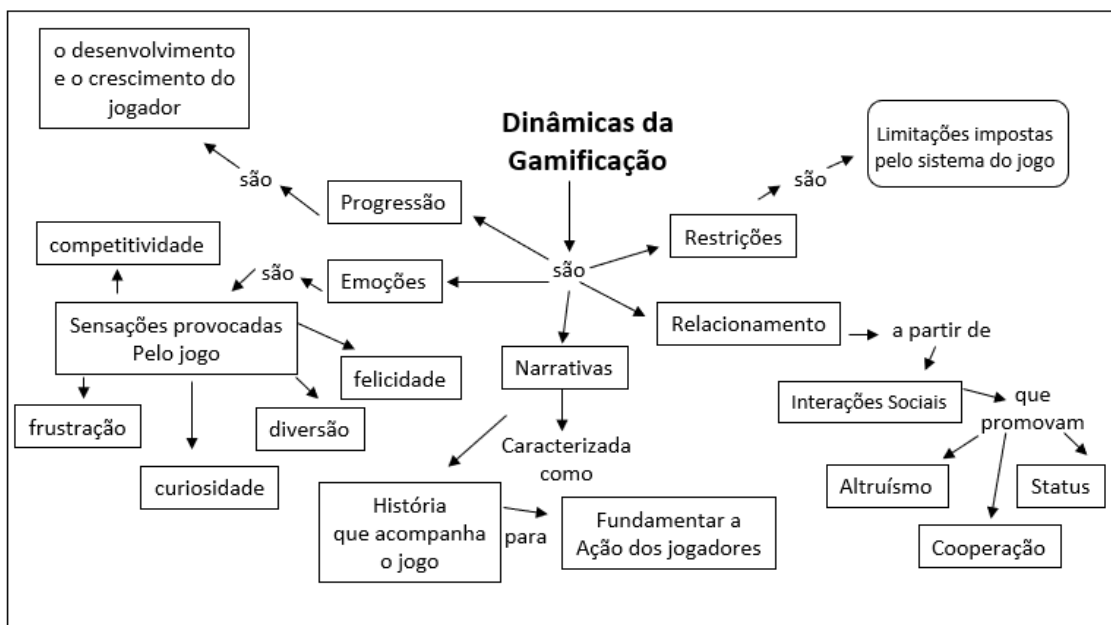 o desenvolvimento
e o crescimento do
jogador
Dinâmicas da
Gamificação
Limitações impostas
pelo sistema do jogo
são
são
Progressão
Restrições
competitividade
são
Emoções
são
Sensações provocadas
Pelo jogo
Relacionamento
a partir de
Narrativas
felicidade
Interações Sociais
que
promovam
frustração
diversão
Caracterizada
como
curiosidade
Altruísmo
Status
História
que acompanha
o jogo
para
Fundamentar a
Ação dos jogadores
Cooperação